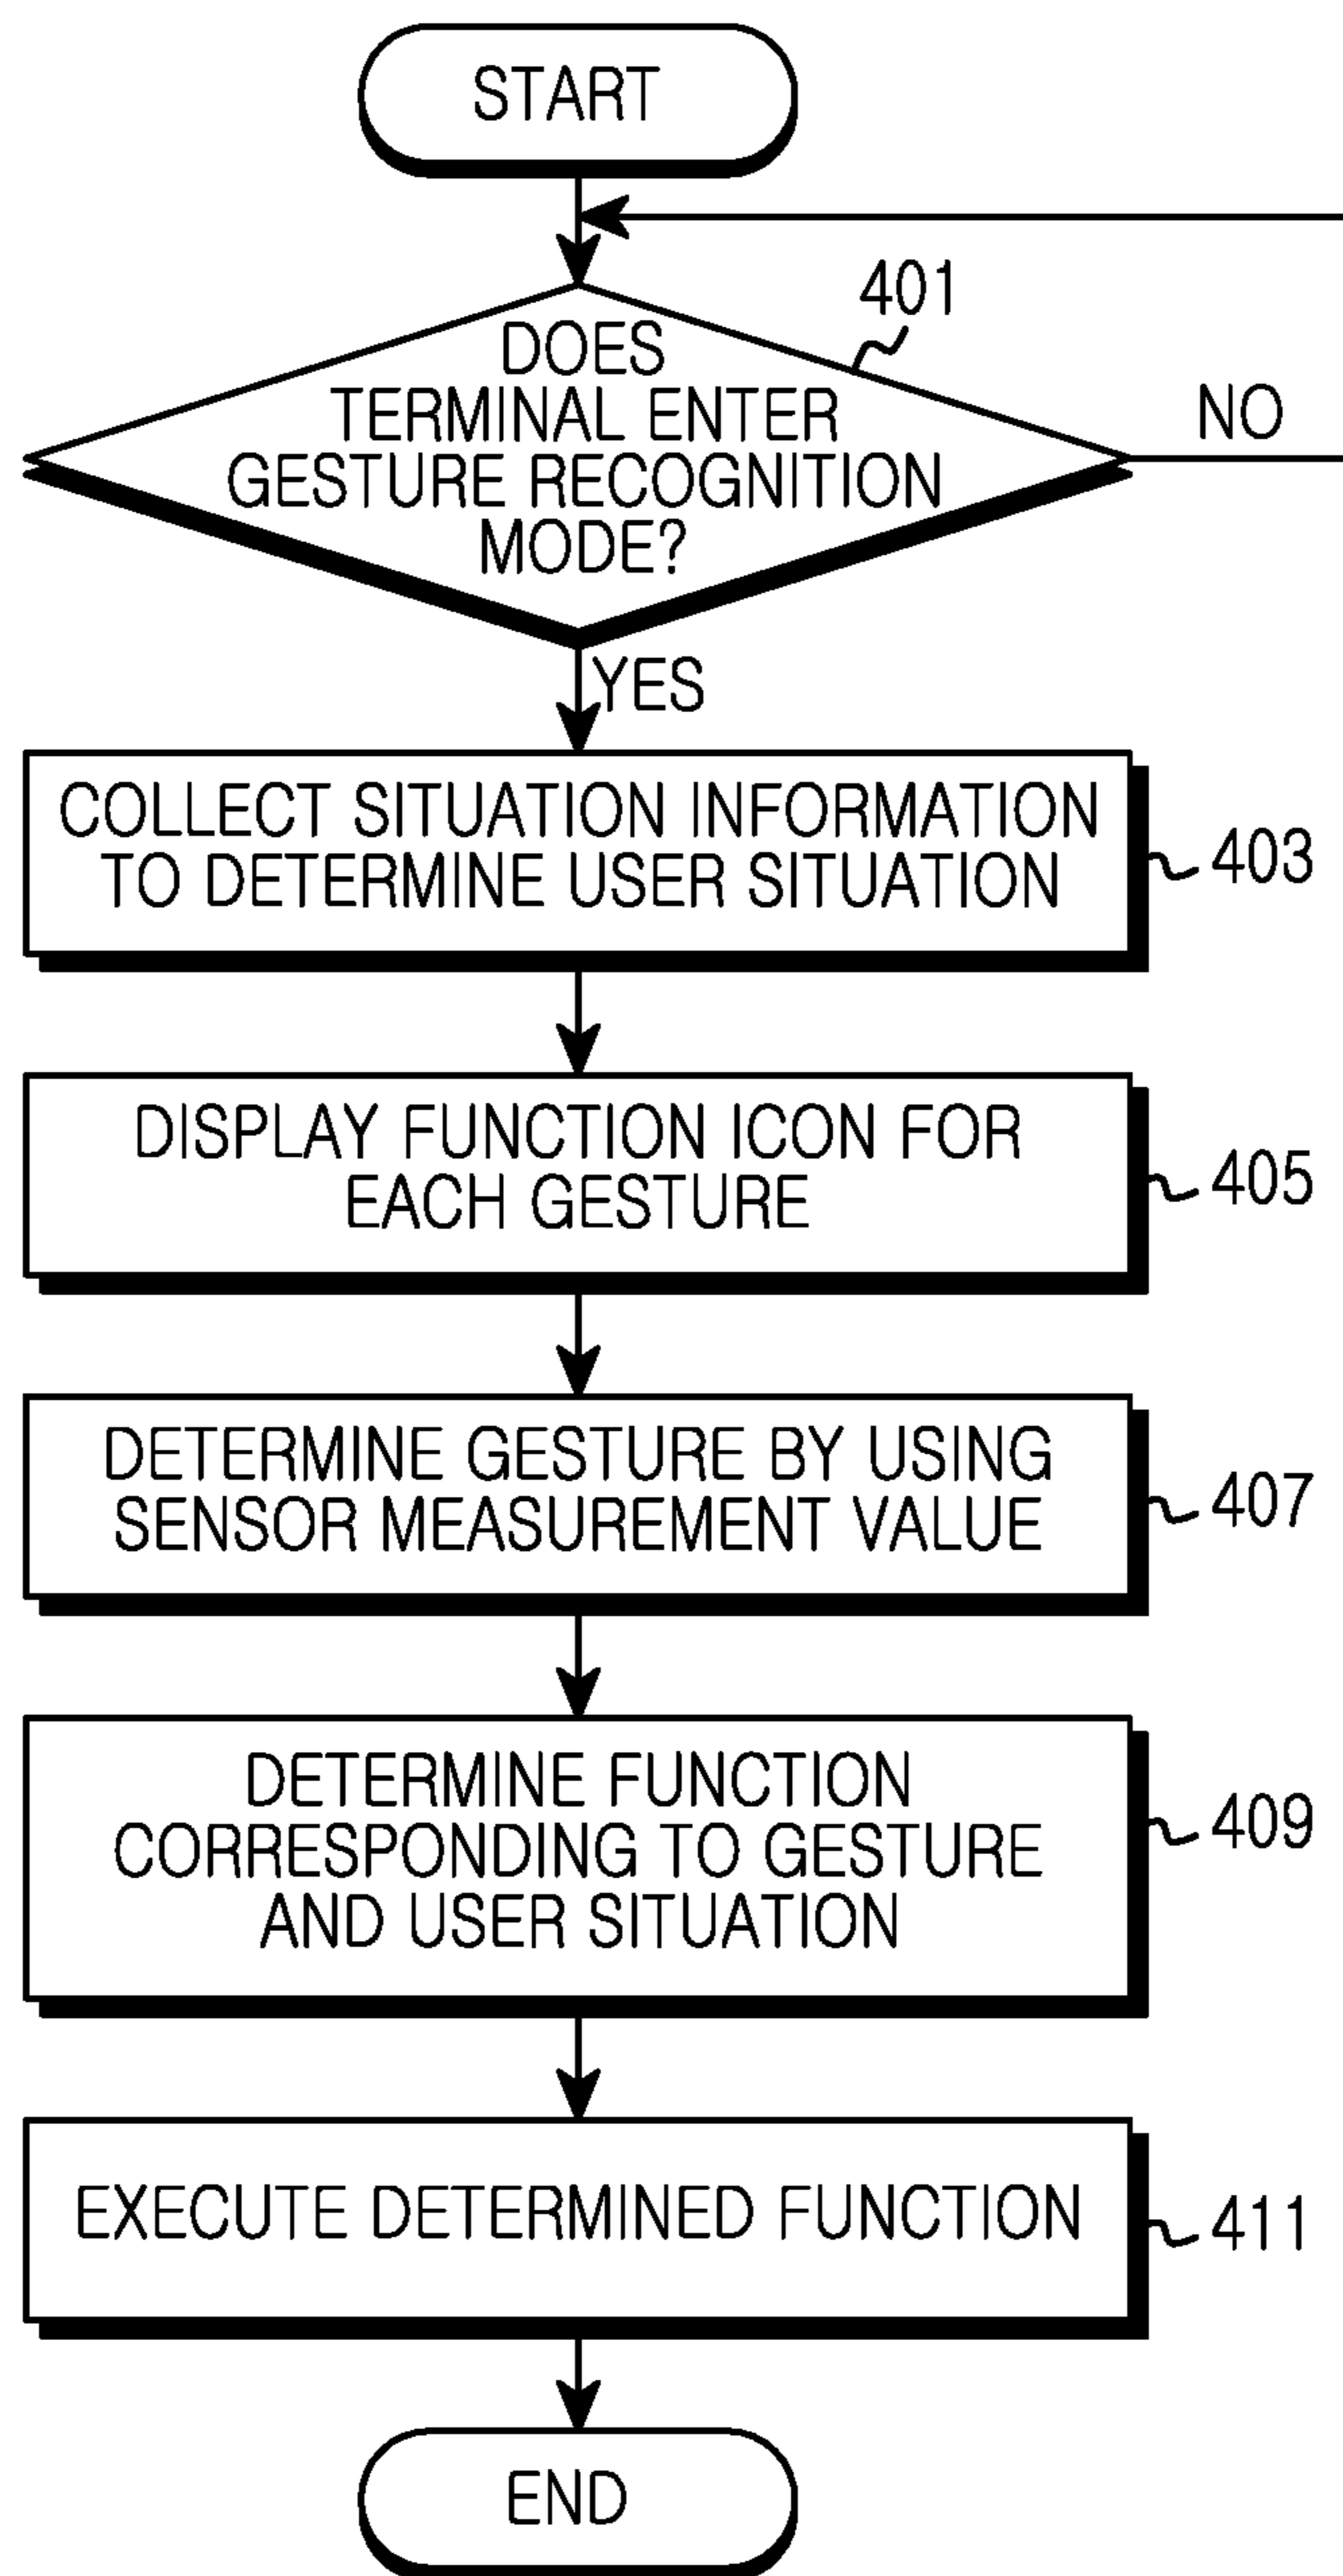 START
401
DOES
TERMINAL ENTER
GESTURE RECOGNITION
MODE?
NO
YES
COLLECT SITUATION INFORMATION
TO DETERMINE USER SITUATION
403
DISPLAY FUNCTION ICON FOR
EACH GESTURE
405
DETERMINE GESTURE BY USING
SENSOR MEASUREMENT VALUE
407
DETERMINE FUNCTION
CORRESPONDING TO GESTURE
AND USER SITUATION
409
EXECUTE DETERMINED FUNCTION
411
END